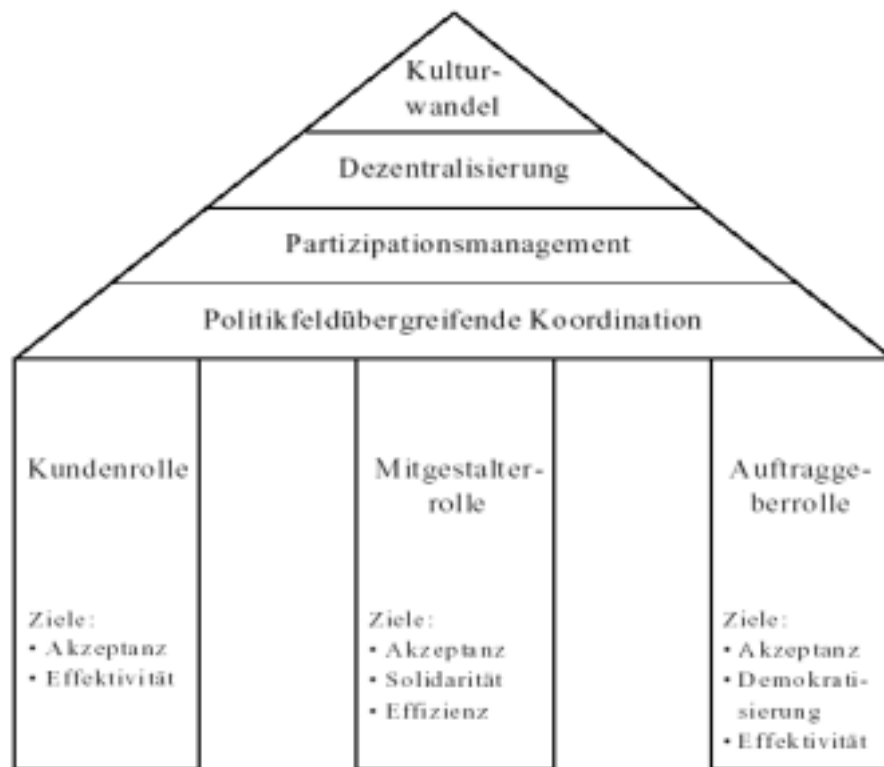 Kultur-
wandel
Dezentralisierung
Partizipationsmanagement
Politikfeldübergreifende Koordination
Kundenrolle
Ziele:
• Akzeptanz
• Effektivität
Mitgestalter-
rolle
Ziele:
• Akzeptanz
• Solidarität
• Effizienz
Auftragge-
berrolle
Ziele:
• Akzeptanz
• Demokrati-
sierung
• Effektivität